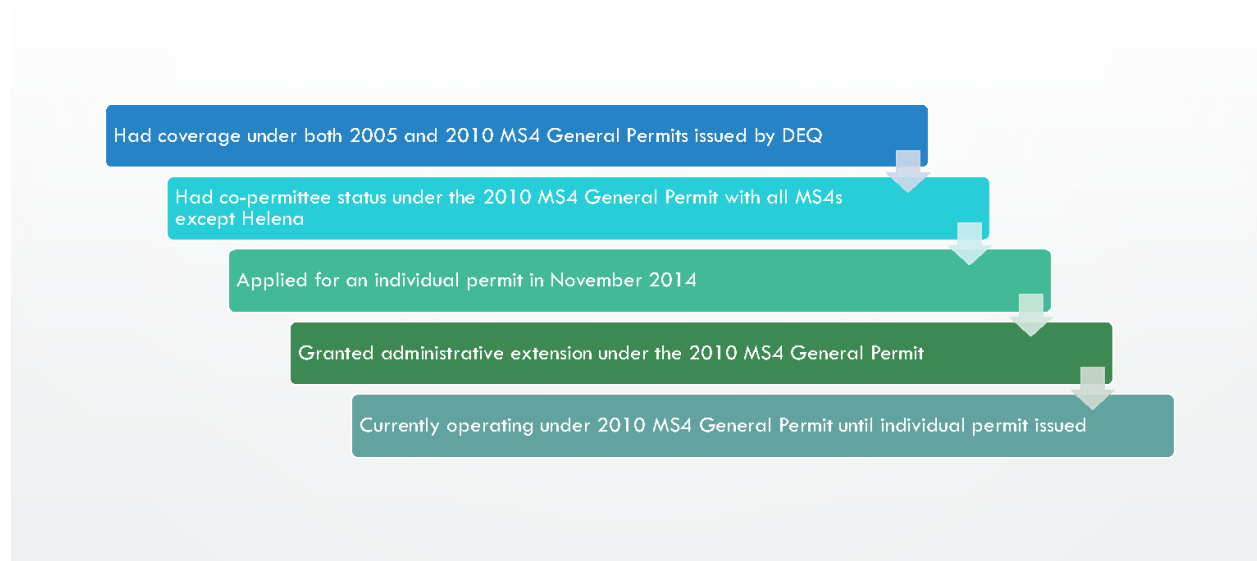 Had coverage under both 2005 and 2010 MS4 General Permits issued by DEQ
Had co-permittee status under the 2010 MS4 General Permit with all MS4s
except Helena
Applied for an individual permit in November 2014
Granted administrative extension under the 2010 MS4 General Permit
Currently operating under 2010 MS4 General Permit until individual permit issued